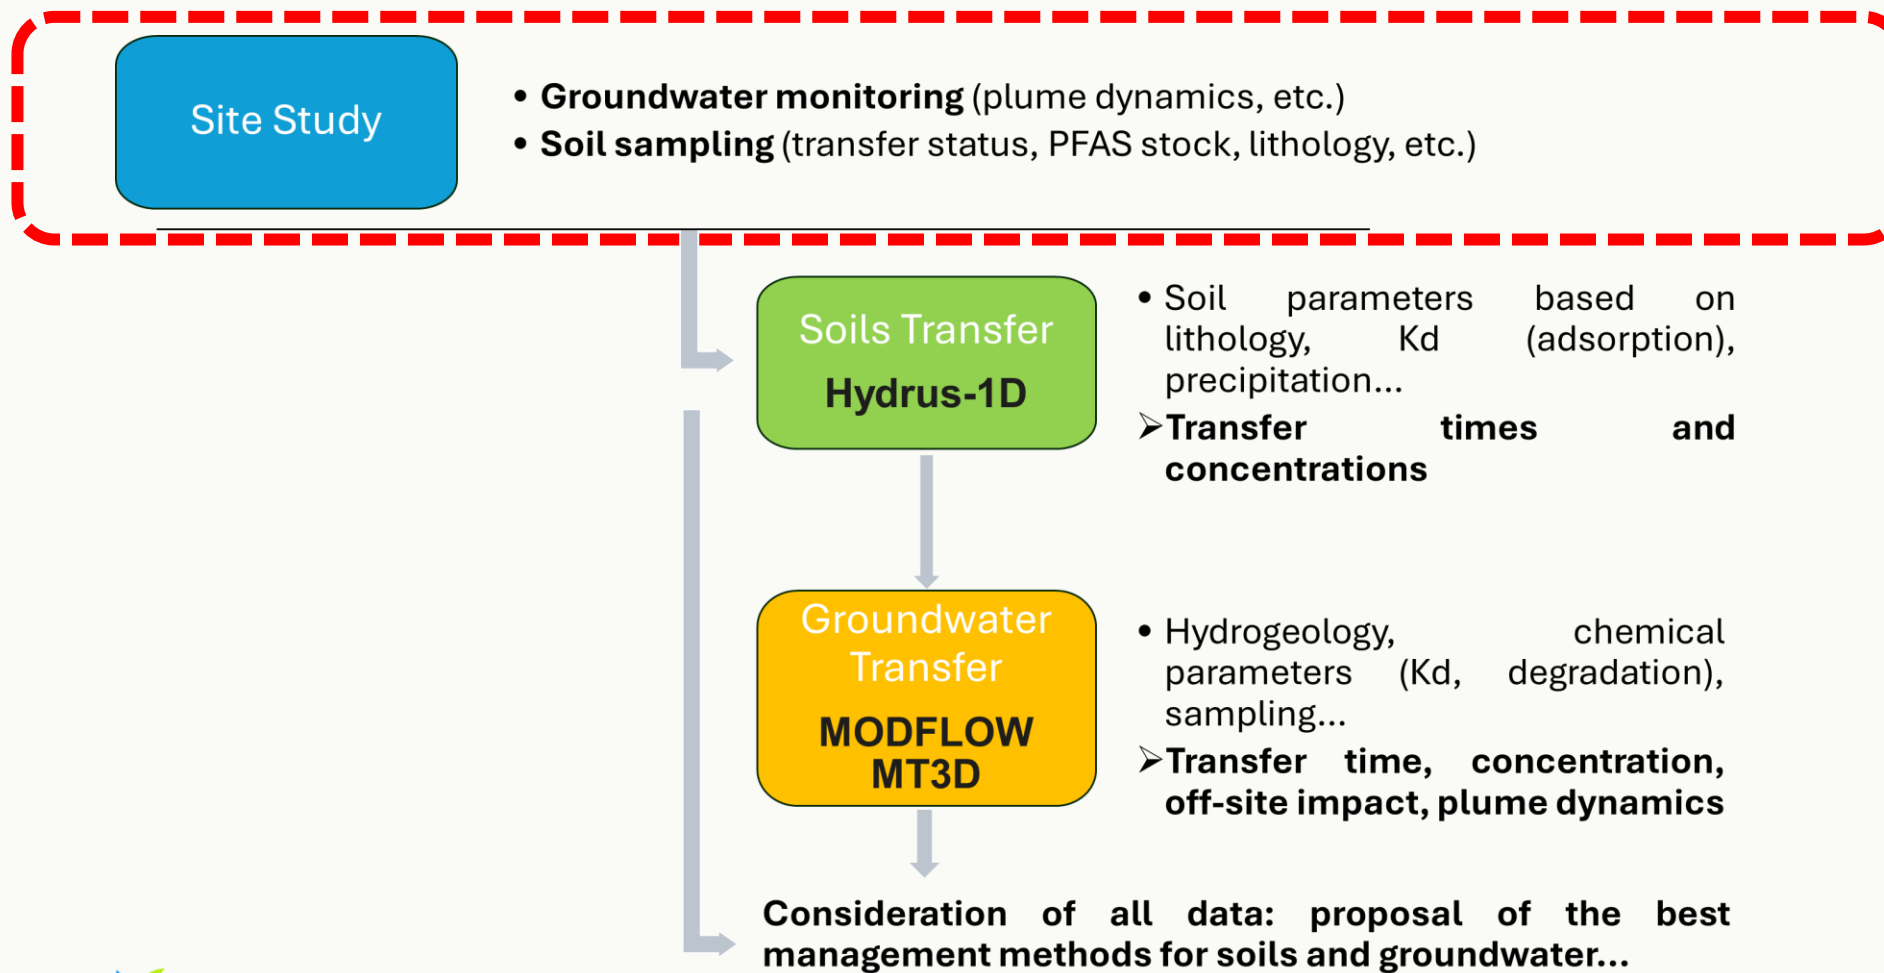 Site Study
• Groundwater monitoring (plume dynamics, etc.)
• Soil sampling (transfer status, PFAS stock, lithology, etc.)
Soils Transfer
Hydrus-1D
• Soil parameters based on
lithology, Kd (adsorption),
precipitation...
➢Transfer times and
concentrations
Groundwater
Transfer
MODFLOW
MT3D
• Hydrogeology, chemical
parameters (Kd, degradation),
sampling...
➢Transfer time, concentration,
off-site impact, plume dynamics
Consideration of all data: proposal of the best
management methods for soils and groundwater...